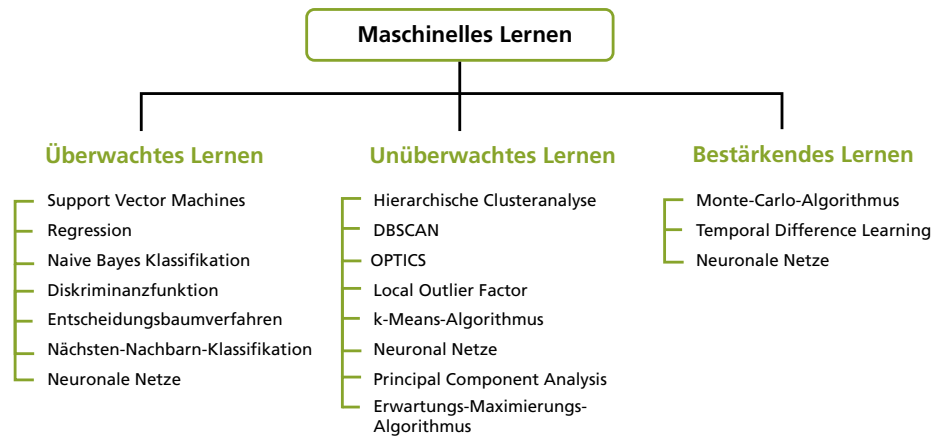 Maschinelles Lernen
Überwachtes Lernen
Support Vector Machines
Regression
Naive Bayes Klassifikation
Diskriminanzfunktion
Entscheidungsbaumverfahren
Nächsten-Nachbarn-Klassifikation
Neuronale Netze
Unüberwachtes Lernen
Hierarchische Clusteranalyse
DBSCAN
OPTICS
Local Outlier Factor
k-Means-Algorithmus
Neuronal Netze
Principal Component Analysis
Erwartungs-Maximierungs-
Algorithmus
Bestärkendes Lernen
Monte-Carlo-Algorithmus
Temporal Difference Learning
Neuronale Netze